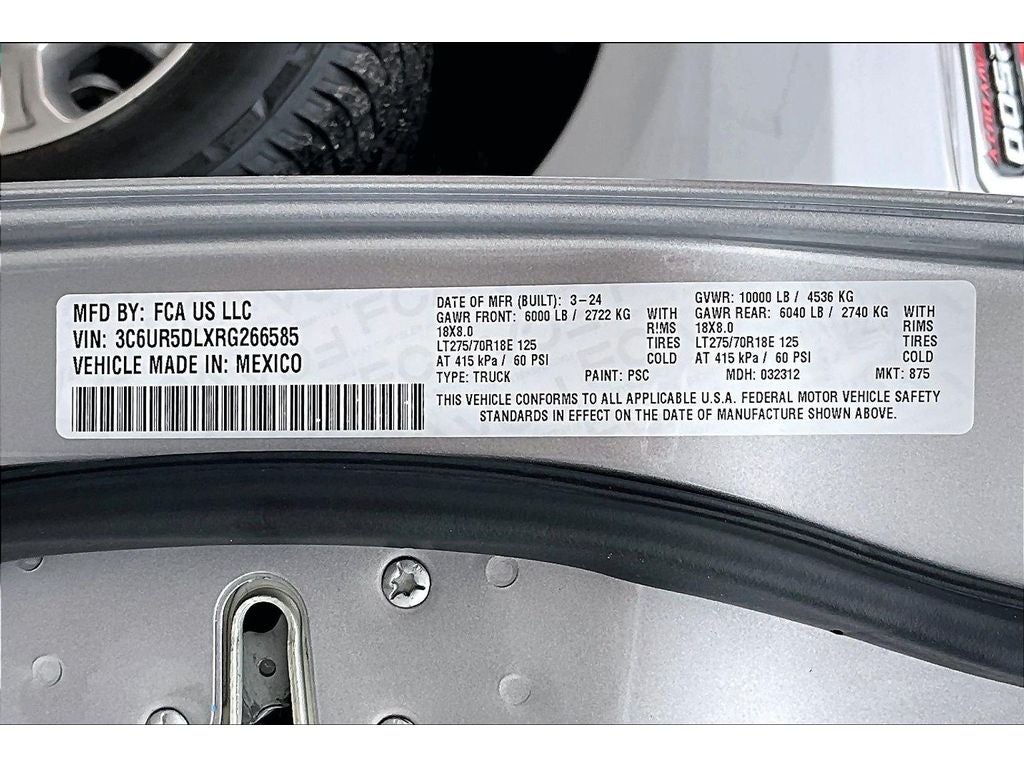 2500
HEAVY DUTY
MFD BY: FCA US LLC
VIN: 3C6UR5DLXRG266585
VEHICLE MADE IN: MEXICO
DATE OF MFR (BUILT): 3-24 GVWR: 10000 LB / 4536 KG
GAWR FRONT: 6000 LB / 2722 KG WITH GAWR REAR: 6040 LB / 2740 KG WITH
18X8.0 RIMS 18X8.0 RIMS
LT275/70R18E 125 TIRES LT275/70R18E 125 TIRES
AT 415 kPa / 60 PSI COLD AT 415 kPa / 60 PSI COLD
TYPE: TRUCK PAINT: PSC MDH: 032312 MKT: 875
THIS VEHICLE CONFORMS TO ALL APPLICABLE U.S.A. FEDERAL MOTOR VEHICLE SAFETY
STANDARDS IN EFFECT ON THE DATE OF MANUFACTURE SHOWN ABOVE.